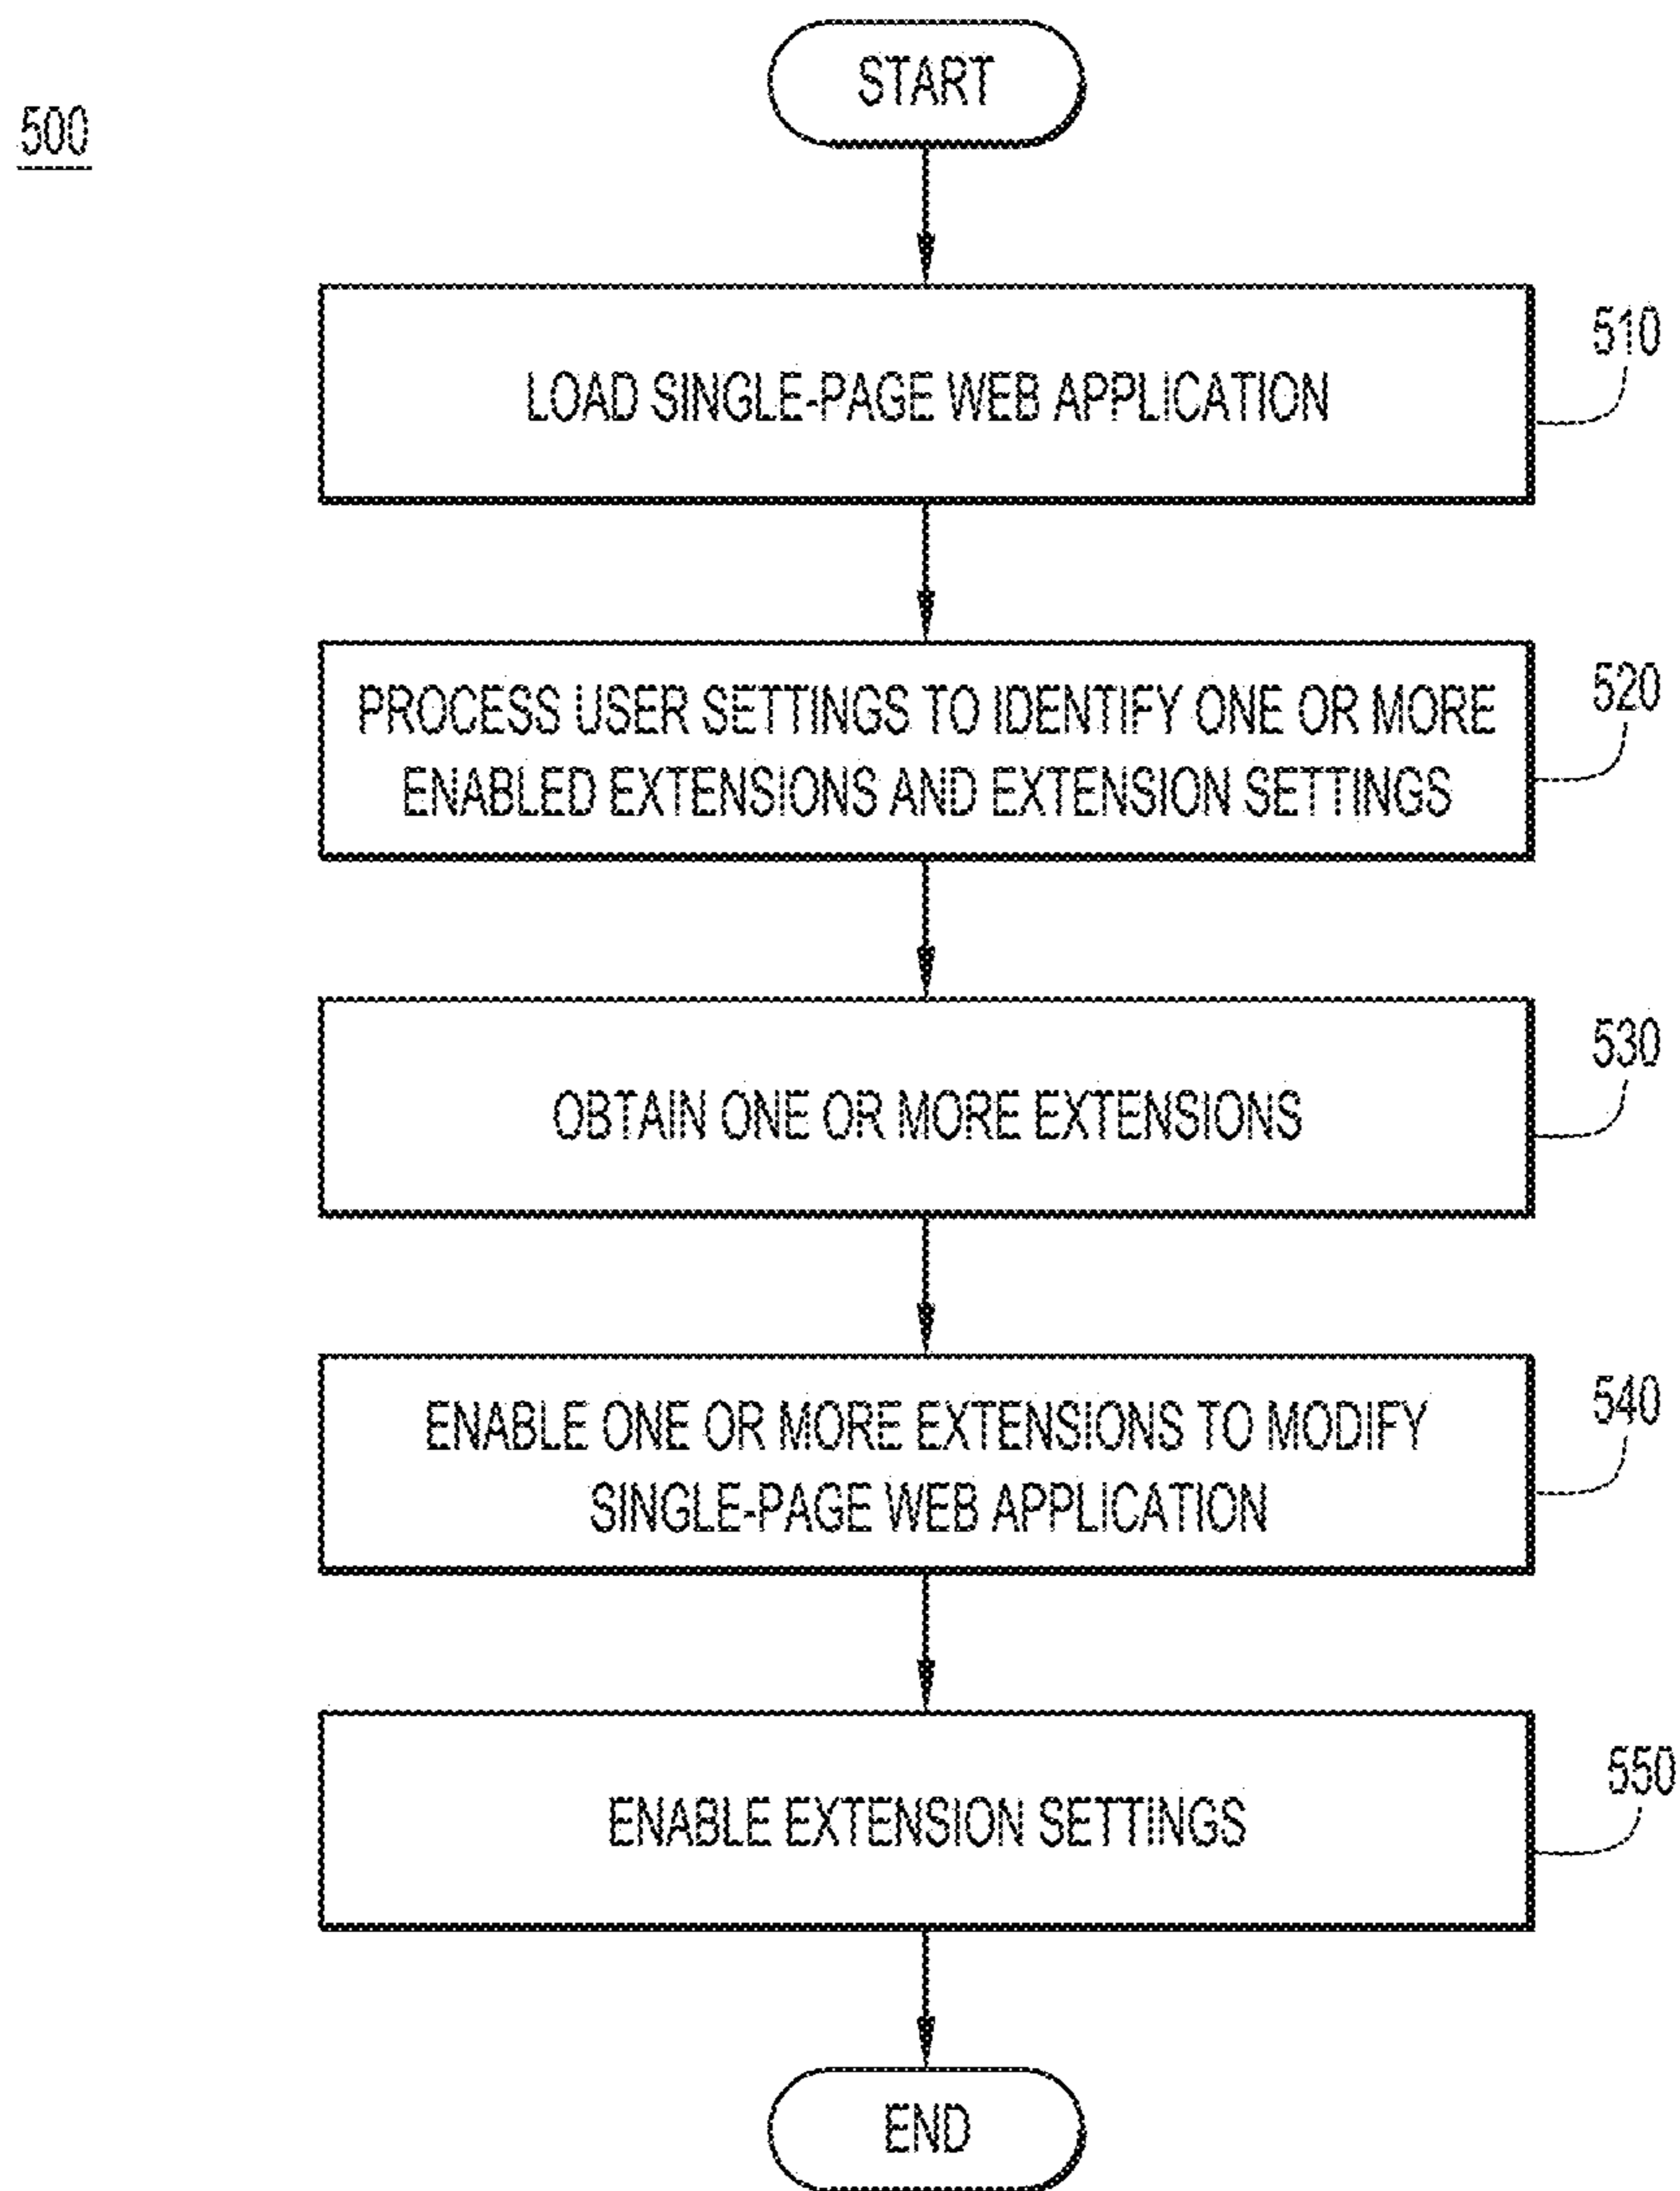 500
START
LOAD SINGLE-PAGE WEB APPLICATION
510
PROCESS USER SETTINGS TO IDENTIFY ONE OR MORE
ENABLED EXTENSIONS AND EXTENSION SETTINGS
520
OBTAIN ONE OR MORE EXTENSIONS
530
ENABLE ONE OR MORE EXTENSIONS TO MODIFY
SINGLE-PAGE WEB APPLICATION
540
ENABLE EXTENSION SETTINGS
550
END